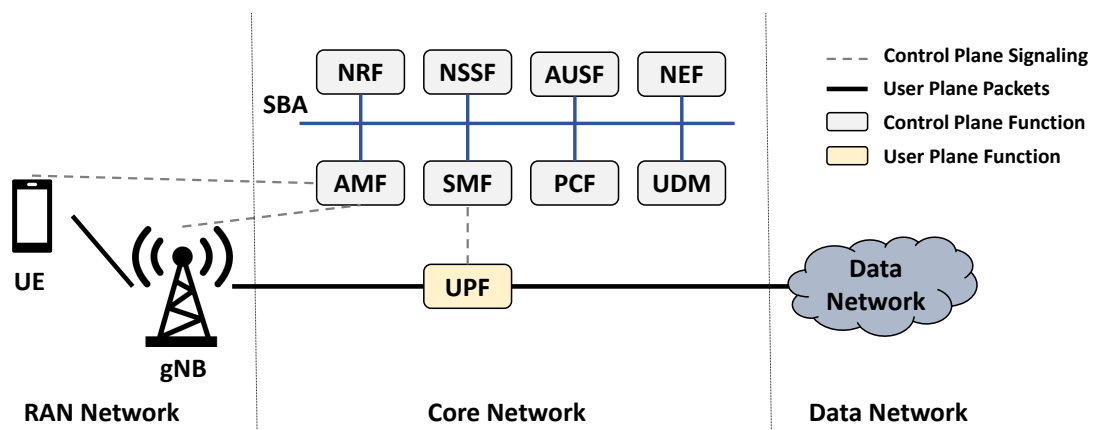 NRF
NSSF
AUSF
NEF
SBA
AMF
SMF
PCF
UDM
Control Plane Signaling
User Plane Packets
Control Plane Function
User Plane Function
UE
gNB
UPF
Data
Network
RAN Network
Core Network
Data Network